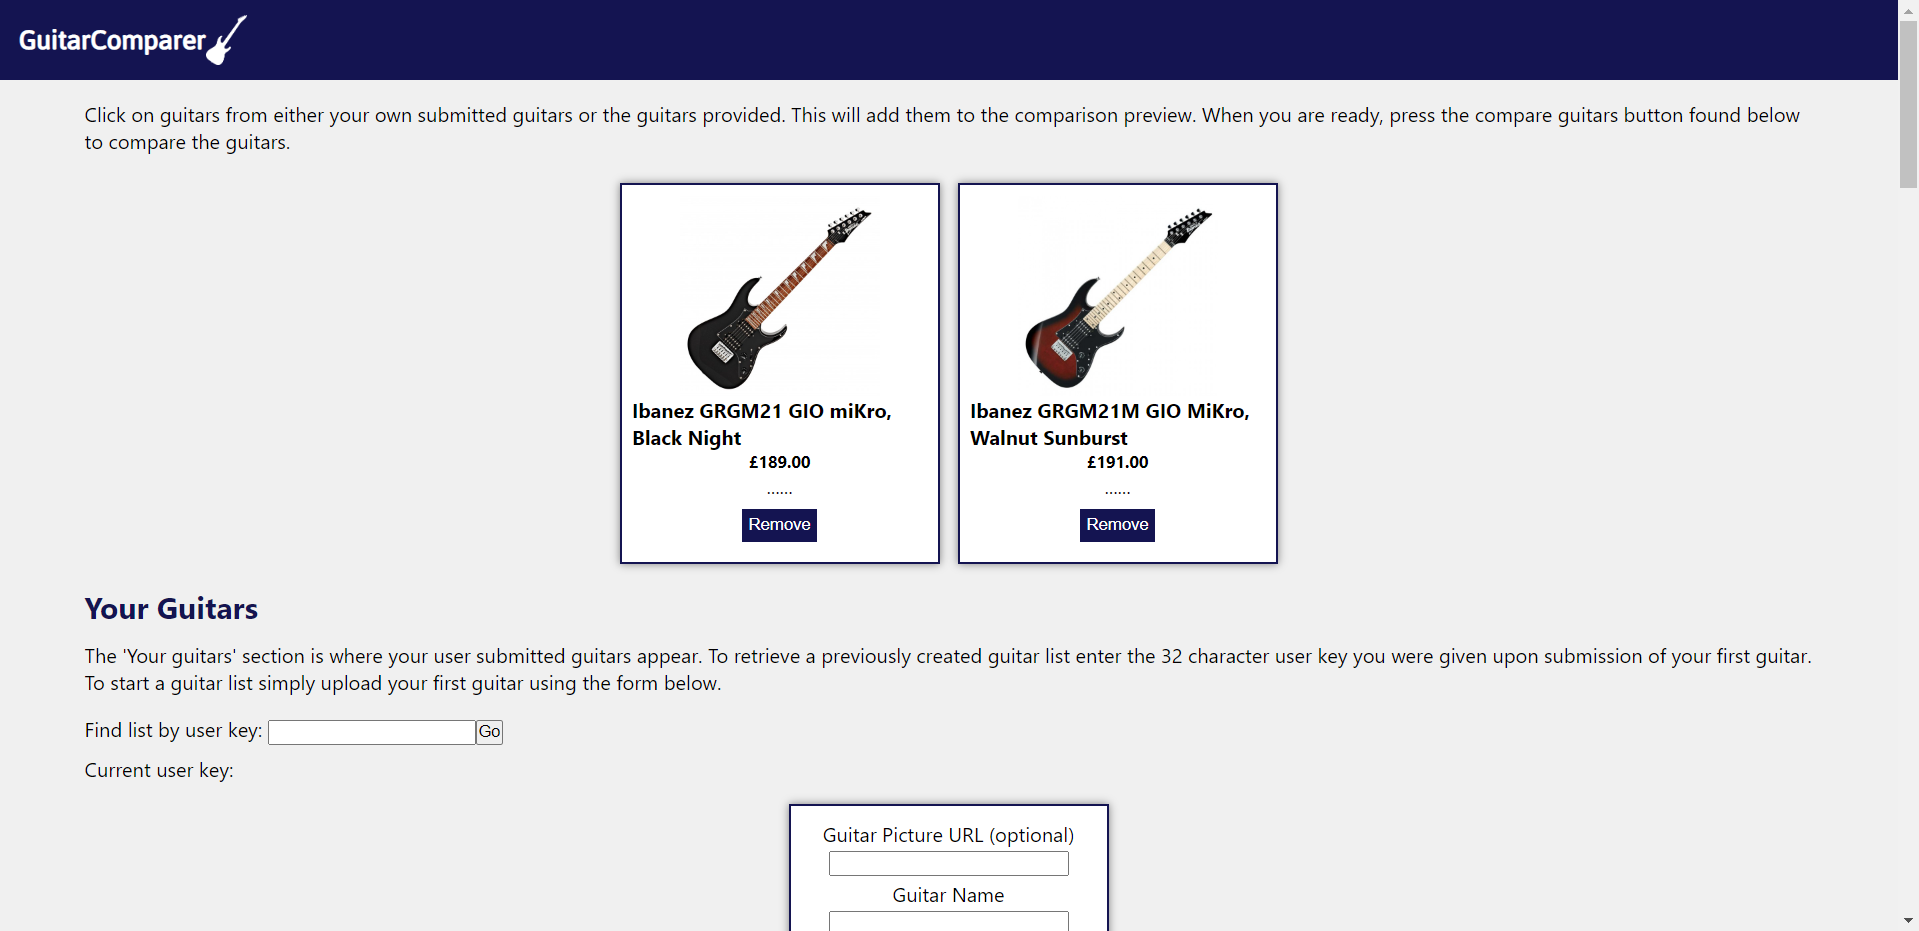 GuitarComparer
Click on guitars from either your own submitted guitars or the guitars provided. This will add them to the comparison preview. When you are ready, press the compare guitars button found below
to compare the guitars.
Ibanez GRGM21 GIO miKro,
Black Night
£189.00
......
Remove
Ibanez GRGM21M GIO MiKro,
Walnut Sunburst
£191.00
......
Remove
Your Guitars
The 'Your guitars' section is where your user submitted guitars appear. To retrieve a previously created guitar list enter the 32 character user key you were given upon submission of your first guitar.
To start a guitar list simply upload your first guitar using the form below.
Find list by user key: Go
Current user key:
Guitar Picture URL (optional)
Guitar Name